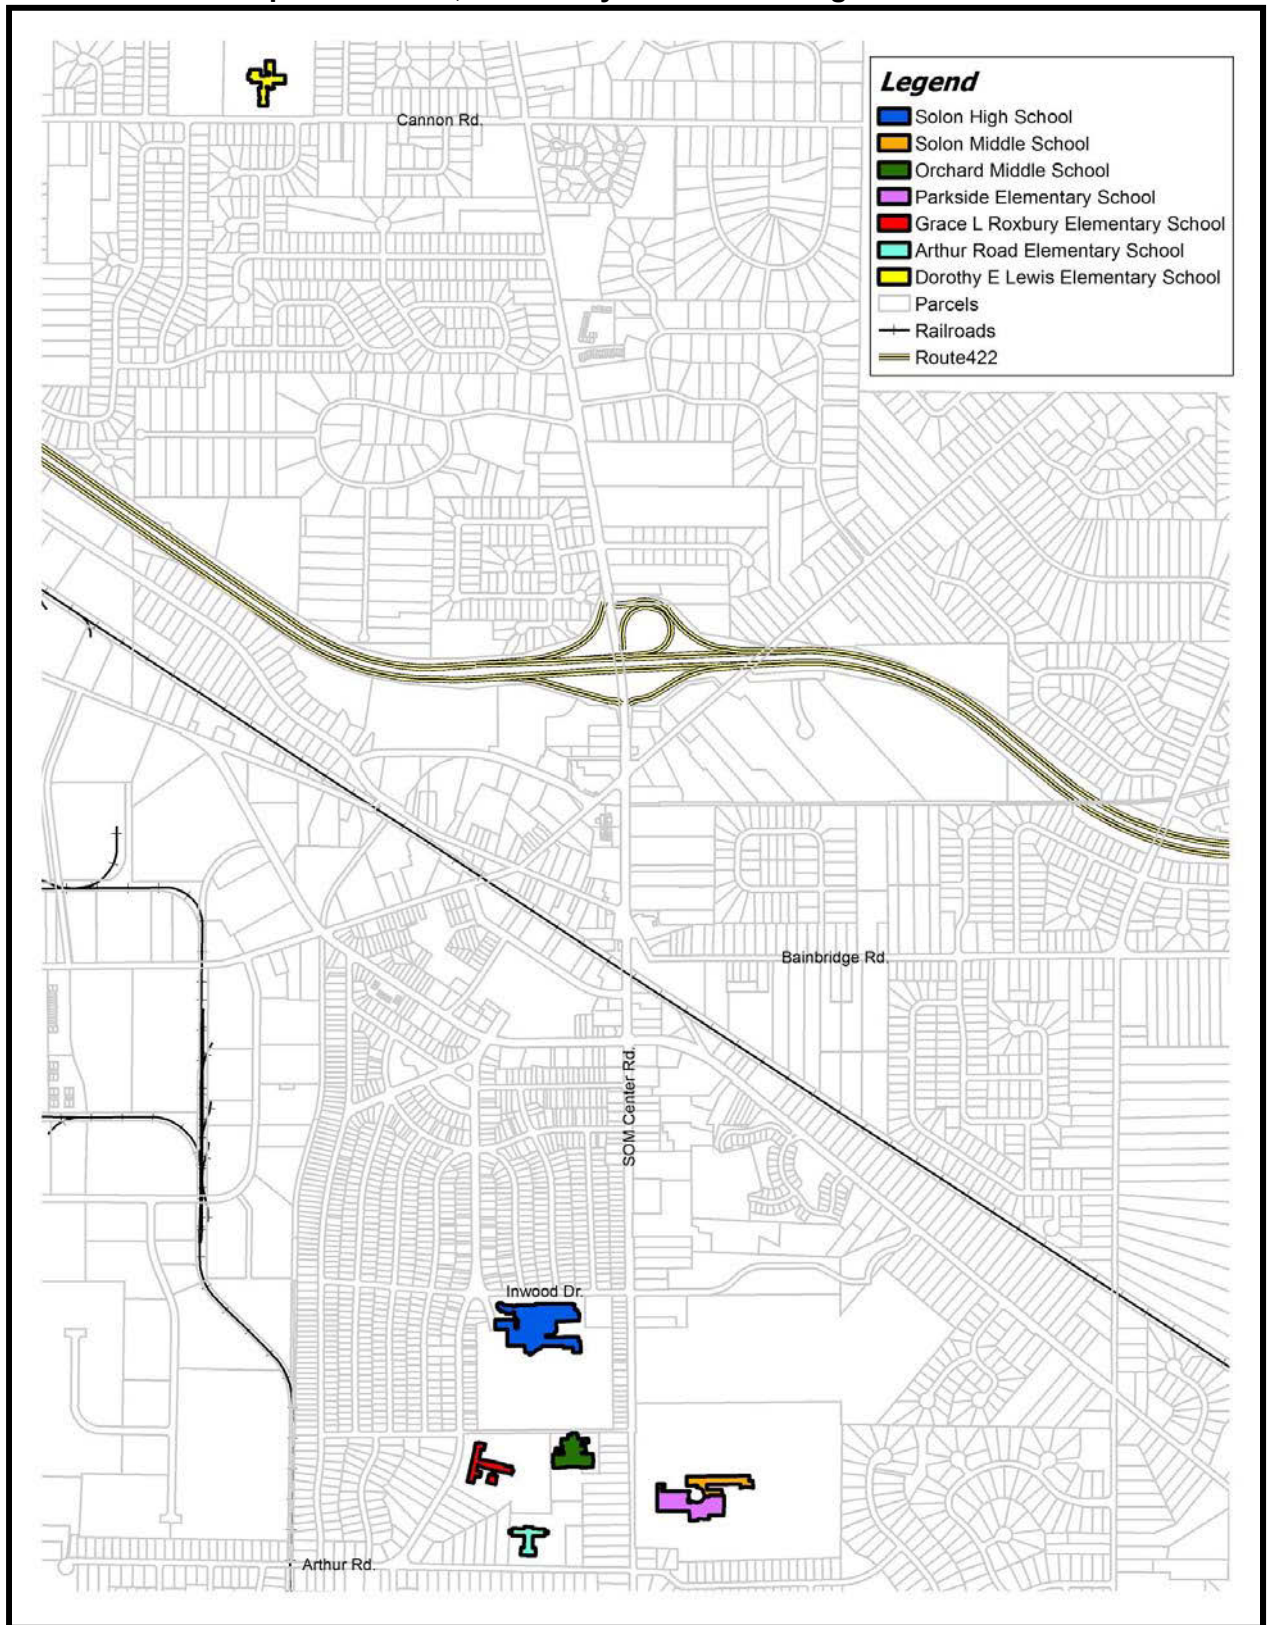 Cannon Rd.
Legend
Solon High School
Solon Middle School
Orchard Middle School
Parkside Elementary School
Grace L Roxbury Elementary School
Arthur Road Elementary School
Dorothy E Lewis Elementary School
Parcels
Railroads
Route422
Bainbridge Rd.
SOM Center Rd.
Inwood Dr.
Arthur Rd.